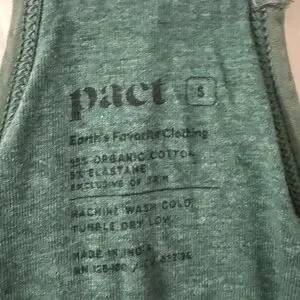 pact S
Earth's Favorite Clothing
95% ORGANIC COTTON
5% ELASTANE
EXCLUSIVE OF TRIM
MACHINE WASH COLD,
TUMBLE DRY LOW
MADE IN INDIA